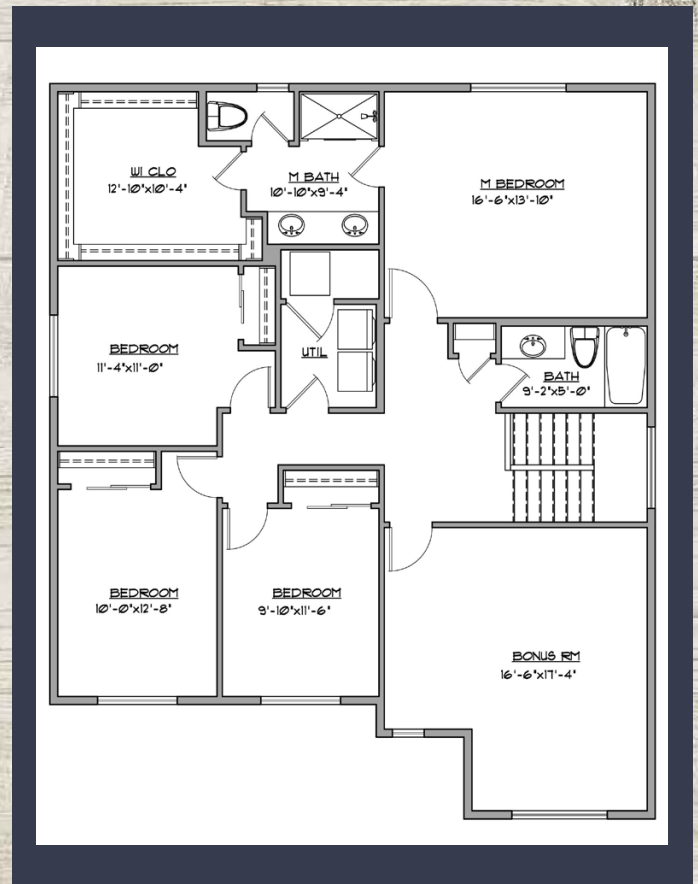 WI CLO
12'-10"x10'-4"
M BATH
10'-10"x9'-4"
M BEDROOM
16'-6"x13'-10"
BEDROOM
11'-4"x11'-0"
UTIL
BATH
9'-2"x5'-0"
BEDROOM
10'-0"x12'-8"
BEDROOM
9'-10"x11'-6"
BONUS RM
16'-6"x17'-4"